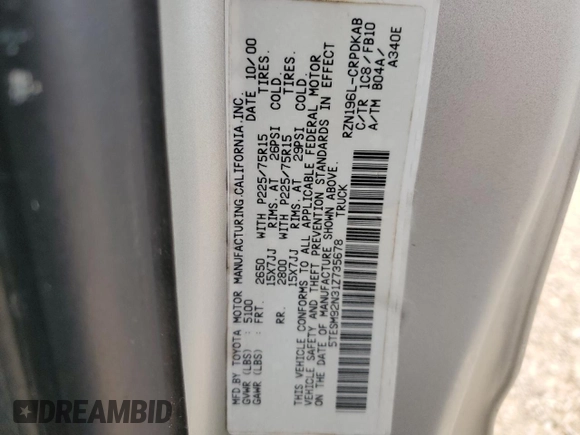 MFD BY TOYOTA MOTOR MANUFACTURING, CALIFORNIA, INC.
GVWR (LBS) : 5100 DATE 10/00
GAWR (LBS) : FRT. 2650 WITH P225/75R15 TIRES.
15X7JJ RIMS. AT 26PSI COLD.
RR. 2800 WITH P225/75R15 TIRES.
15X7JJ RIMS. AT 29PSI COLD.
THIS VEHICLE CONFORMS TO ALL APPLICABLE FEDERAL MOTOR
VEHICLE SAFETY AND THEFT PREVENTION STANDARDS IN EFFECT
ON THE DATE OF MANUFACTURE SHOWN ABOVE.
5TESM92N31Z735678 TRUCK
RZN196L-CRPDKAB
C/TR 1C8/FB10
A/TM B04A/
A340E
DREAMBID